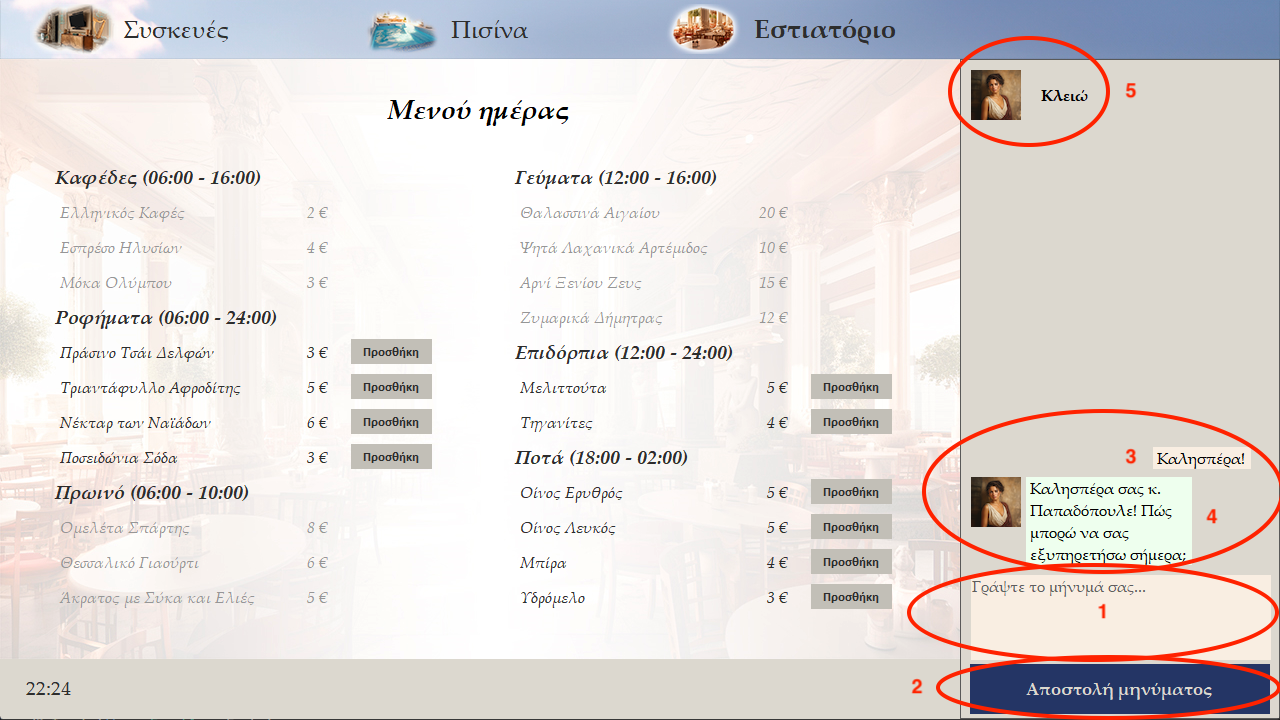 Συσκευές
Πισίνα
Εστιατόριο
Μενού ημέρας
Καφέδες (06:00 - 16:00)
Ελληνικός Καφές 2 €
Εσπρέσο Ηλυσίων 4 €
Μόκα Ολύμπου 3 €
Ροφήματα (06:00 - 24:00)
Πράσινο Τσάι Δελφών 3 € Προσθήκη
Τριαντάφυλλο Αφροδίτης 5 € Προσθήκη
Νέκταρ των Ναϊάδων 6 € Προσθήκη
Ποσειδώνια Σόδα 3 € Προσθήκη
Πρωινό (06:00 - 10:00)
Ομελέτα Σπάρτης 8 €
Θεσσαλικό Γιαούρτι 6 €
Άκρατος με Σύκα και Ελιές 5 €
Γεύματα (12:00 - 16:00)
Θαλασσινά Αιγαίου 20 €
Ψητά Λαχανικά Αρτέμιδος 10 €
Αρνί Ξενίου Ζευς 15 €
Ζυμαρικά Δήμητρας 12 €
Επιδόρπια (12:00 - 24:00)
Μελιττούτα 5 € Προσθήκη
Τηγανίτες 4 € Προσθήκη
Ποτά (18:00 - 02:00)
Οίνος Ερυθρός 5 € Προσθήκη
Οίνος Λευκός 5 € Προσθήκη
Μπίρα 4 € Προσθήκη
Υδρόμελο 3 € Προσθήκη
22:24
Κλειώ 5
3 Καλησπέρα!
Καλησπέρα σας κ.
Παπαδόπουλε! Πώς
μπορώ να σας
εξυπηρετήσω σήμερα;
4
Γράψτε το μήνυμά σας...
1
2 Αποστολή μηνύματος